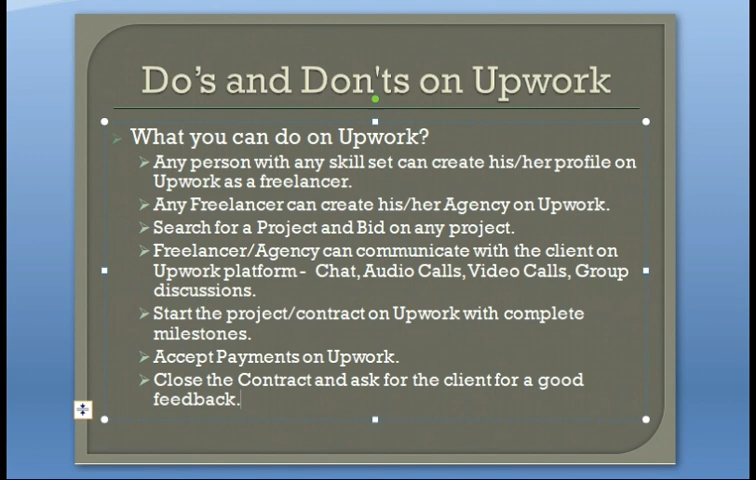 Do's and Don'ts on Upwork
What you can do on Upwork?
Any person with any skill set can create his/her profile on
Upwork as a freelancer.
Any Freelancer can create his/her Agency on Upwork.
Search for a Project and Bid on any project.
Freelancer/Agency can communicate with the client on
Upwork platform- Chat, Audio Calls, Video Calls, Group
discussions.
Start the project/contract on Upwork with complete
milestones.
Accept Payments on Upwork.
Close the Contract and ask for the client for a good
feedback.